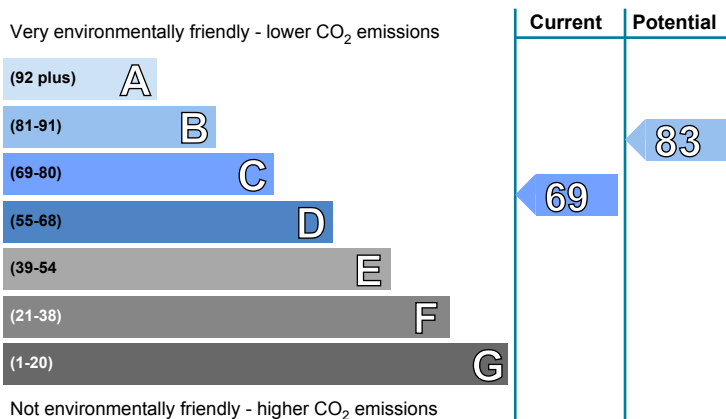 Current Potential
Very environmentally friendly - lower CO2 emissions
(92 plus) A
(81-91) B
83
(69-80) C
69
(55-68) D
(39-54 E
(21-38) F
(1-20) G
Not environmentally friendly - higher CO2 emissions